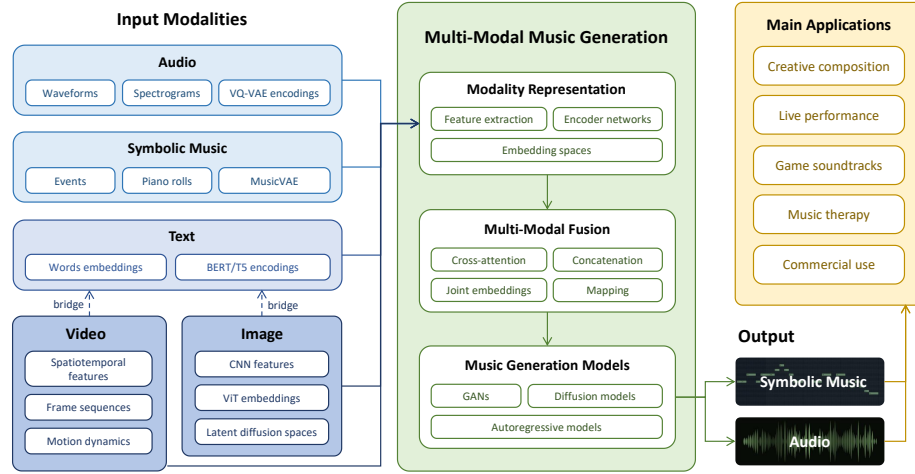 Input Modalities
Audio
Waveforms
Spectrograms
VQ-VAE encodings
Symbolic Music
Events
Piano rolls
MusicVAE
Text
Words embeddings
BERT/T5 encodings
bridge
bridge
Video
Spatiotemporal
features
Frame sequences
Motion dynamics
Image
CNN features
ViT embeddings
Latent diffusion spaces
Multi-Modal Music Generation
Modality Representation
Feature extraction
Encoder networks
Embedding spaces
Multi-Modal Fusion
Cross-attention
Concatenation
Joint embeddings
Mapping
Music Generation Models
GANs
Diffusion models
Autoregressive models
Main Applications
Creative composition
Live performance
Game soundtracks
Music therapy
Commercial use
Output
Symbolic Music
Audio